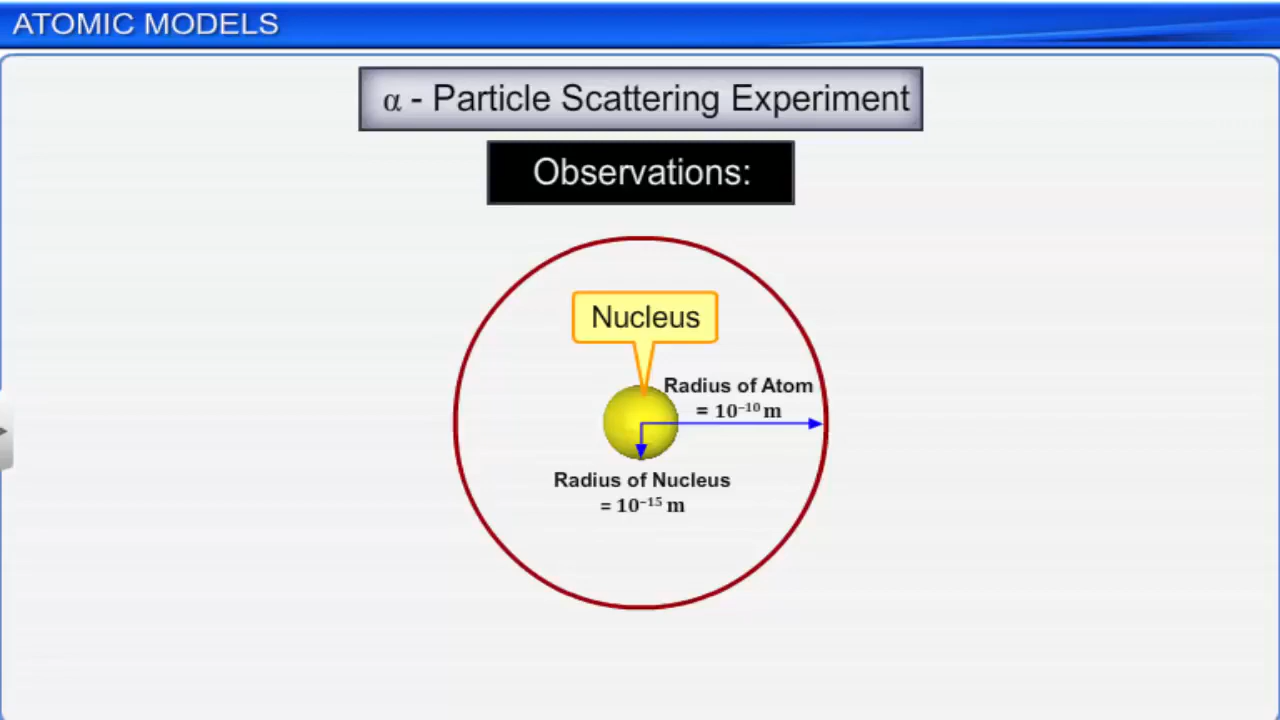 ATOMIC MODELS
α - Particle Scattering Experiment
Observations:
Nucleus
Radius of Atom
= 10⁻¹⁰ m
Radius of Nucleus
= 10⁻¹⁵ m